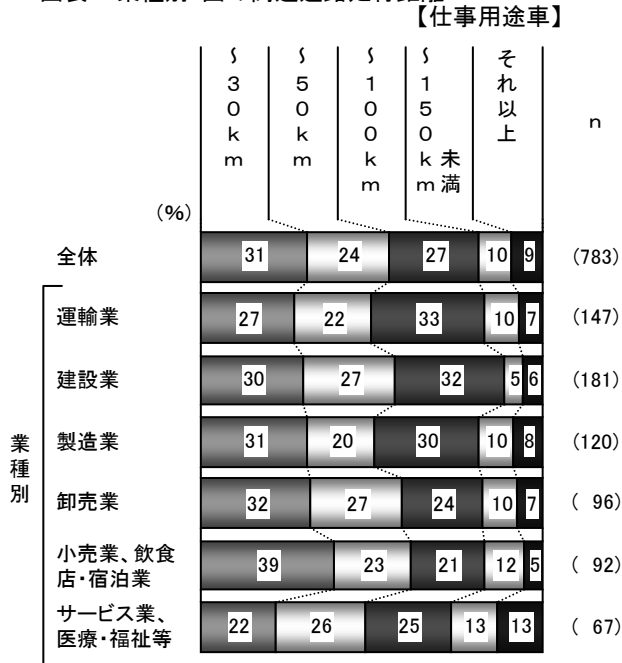 【仕事用途車】
～30km
～50km
～100km
～150km未満
それ以上
n
(%)
全体 31 24 27 10 9 (783)
業種別
運輸業 27 22 33 10 7 (147)
建設業 30 27 32 5 6 (181)
製造業 31 20 30 10 8 (120)
卸売業 32 27 24 10 7 ( 96)
小売業、飲食
店・宿泊業 39 23 21 12 5 ( 92)
サービス業、
医療・福祉等 22 26 25 13 13 ( 67)